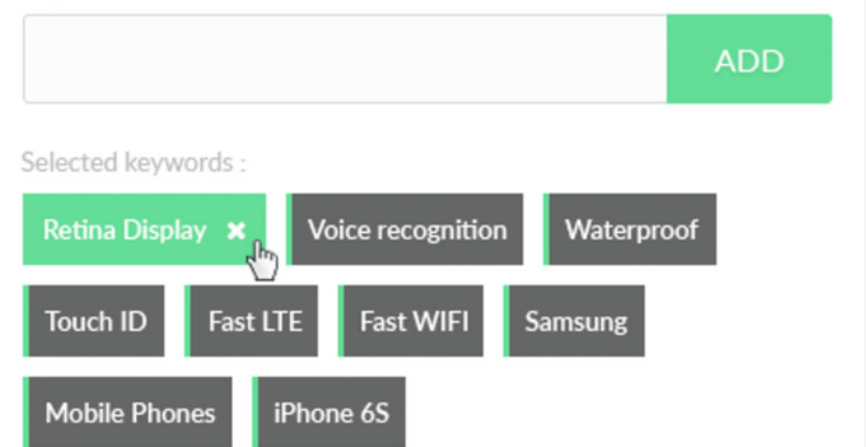 ADD
Selected keywords :
Retina Display ✖ Voice recognition Waterproof
Touch ID Fast LTE Fast WIFI Samsung
Mobile Phones iPhone 6S